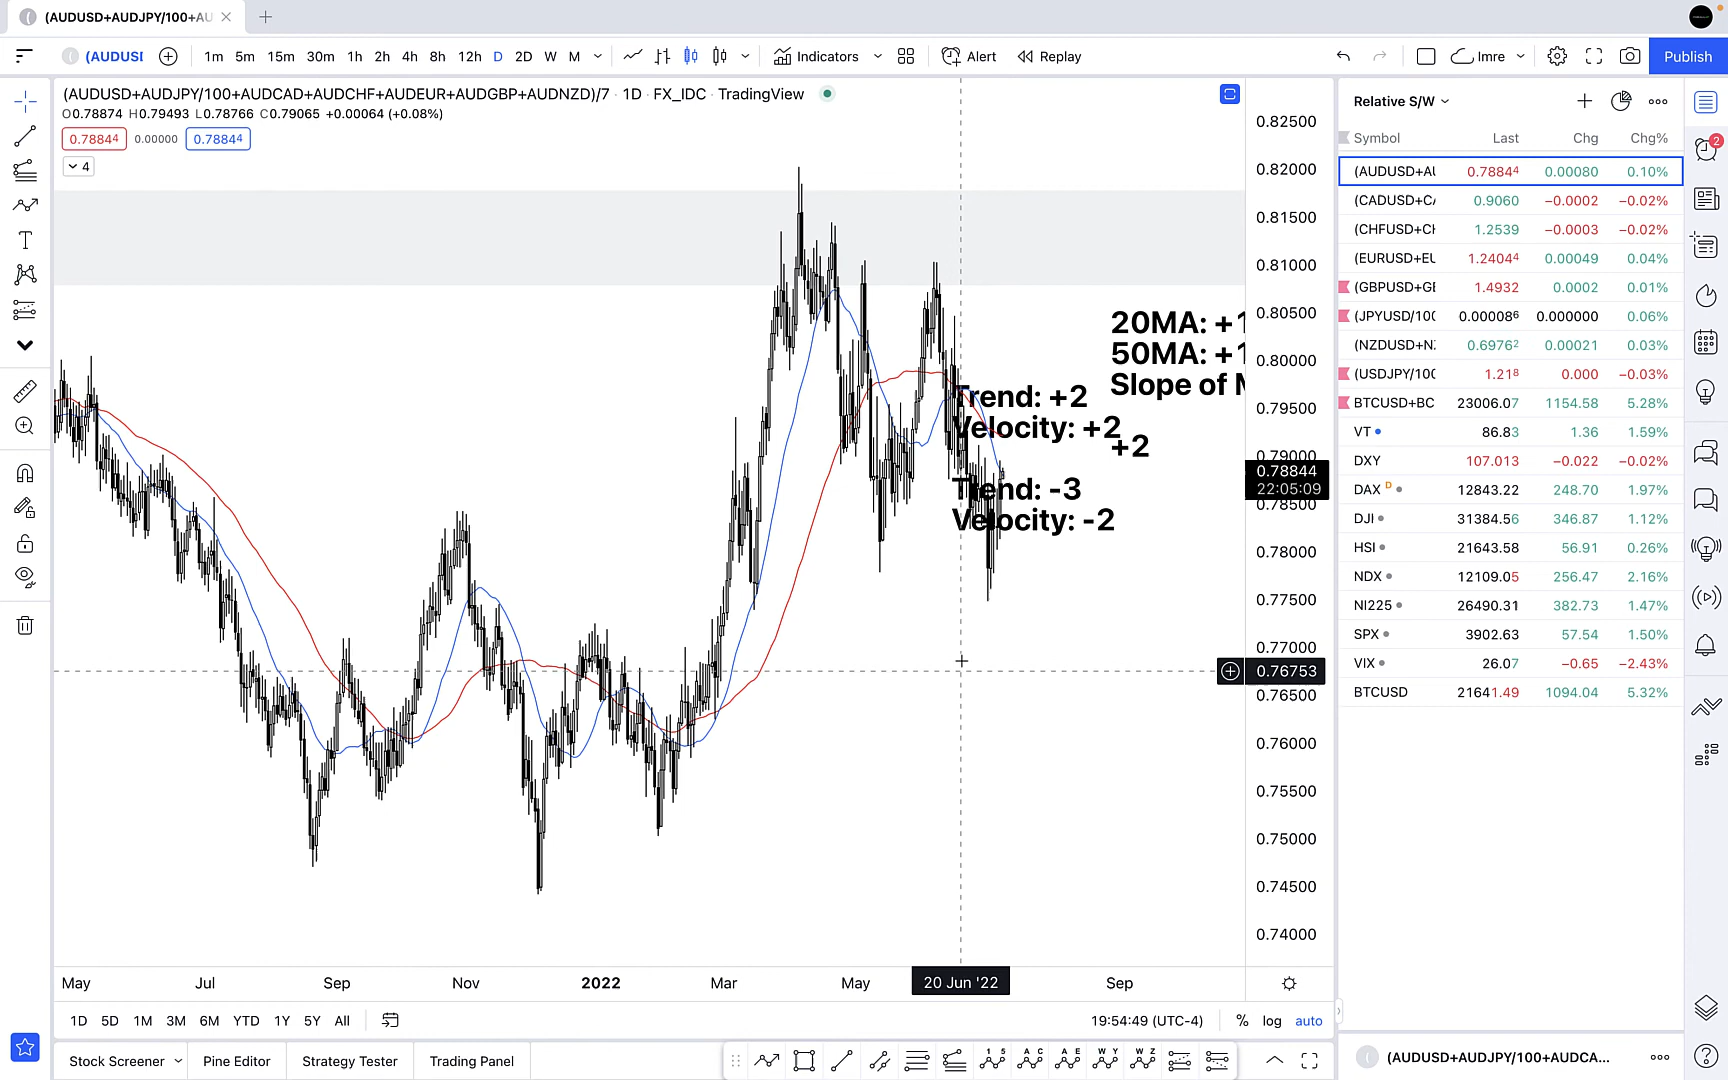 (AUDUSD+AUDJPY/100+AU
(AUDUSI
1m 5m 15m 30m 1h 2h 4h 8h 12h D 2D W M
Indicators
Alert
Replay
Imre
Publish
(AUDUSD+AUDJPY/100+AUDCAD+AUDCHF+AUDEUR+AUDGBP+AUDNZD)/7 · 1D · FX_IDC · TradingView
O0.78874 H0.79493 L0.78766 C0.79065 +0.00064 (+0.08%)
0.78844 0.00000 0.78844
4
20MA: +1
50MA: +1
Slope of M
Trend: +2
Velocity: +2
+2
Trend: -3
Velocity: -2
0.82500
0.82000
0.81500
0.81000
0.80500
0.80000
0.79500
0.79000
0.78844
22:05:09
0.78500
0.78000
0.77500
0.77000
0.76753
0.76500
0.76000
0.75500
0.75000
0.74500
0.74000
May Jul Sep Nov 2022 Mar May 20 Jun '22 Sep
1D 5D 1M 3M 6M YTD 1Y 5Y All
19:54:49 (UTC-4) % log auto
Stock Screener Pine Editor Strategy Tester Trading Panel
Relative S/W
Symbol Last Chg Chg%
(AUDUSD+AU 0.78844 0.00080 0.10%
(CADUSD+CA 0.9060 −0.0002 −0.02%
(CHFUSD+CH 1.2539 −0.0003 −0.02%
(EURUSD+EU 1.24044 0.00049 0.04%
(GBPUSD+GB 1.4932 0.0002 0.01%
(JPYUSD/100 0.000086 0.000000 0.06%
(NZDUSD+NZ 0.69762 0.00021 0.03%
(USDJPY/100 1.218 0.000 −0.03%
BTCUSD+BC 23006.07 1154.58 5.28%
VT 86.83 1.36 1.59%
DXY 107.013 −0.022 −0.02%
DAX D 12843.22 248.70 1.97%
DJI 31384.56 346.87 1.12%
HSI 21643.58 56.91 0.26%
NDX 12109.05 256.47 2.16%
NI225 26490.31 382.73 1.47%
SPX 3902.63 57.54 1.50%
VIX 26.07 −0.65 −2.43%
BTCUSD 21641.49 1094.04 5.32%
2
(AUDUSD+AUDJPY/100+AUDCA...